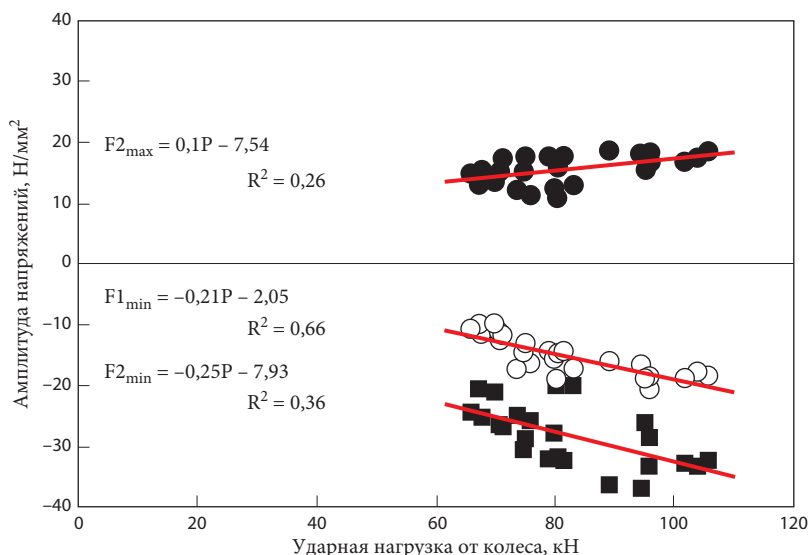 Амплитуда напряжений, Н/мм²
40
30
20
10
0
–10
–20
–30
–40
F2max = 0,1P – 7,54
R² = 0,26
F1min = –0,21P – 2,05
R² = 0,66
F2min = –0,25P – 7,93
R² = 0,36
0 20 40 60 80 100 120
Ударная нагрузка от колеса, кН